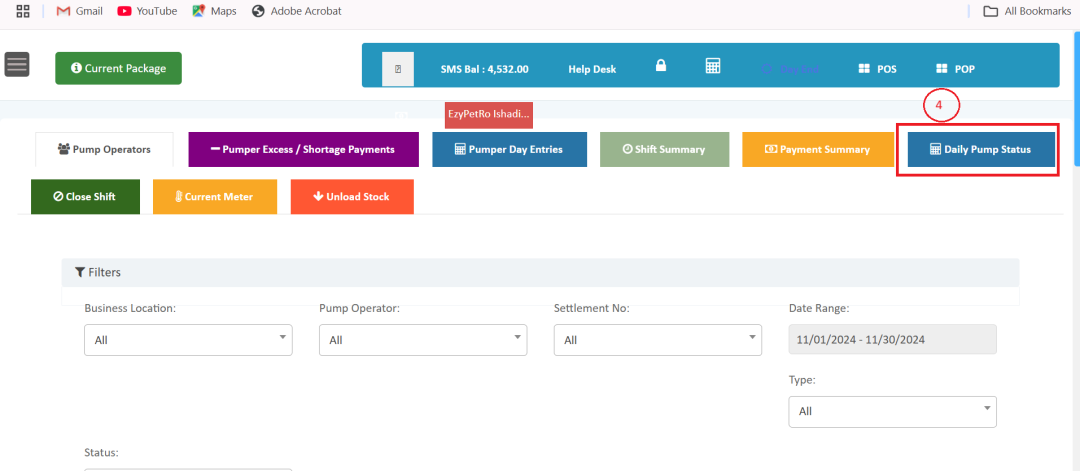 Gmail YouTube Maps Adobe Acrobat All Bookmarks
Current Package SMS Bal : 4,532.00 Help Desk POS POP
EzyPetRo Ishadi... 4
Pump Operators Pumper Excess / Shortage Payments Pumper Day Entries Shift Summary Payment Summary Daily Pump Status
Close Shift Current Meter Unload Stock
Filters
Business Location: Pump Operator: Settlement No: Date Range:
All All All 11/01/2024 - 11/30/2024
Type:
All
Status: